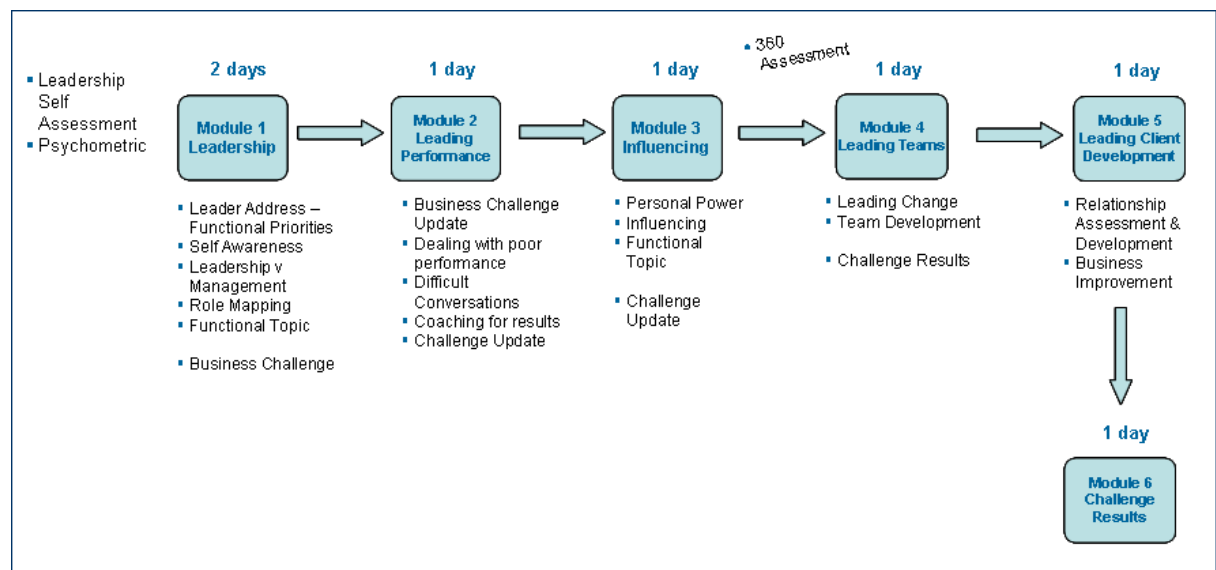 ▪ Leadership
Self
Assessment
▪ Psychometric
2 days
Module 1
Leadership
▪ Leader Address –
Functional Priorities
▪ Self Awareness
▪ Leadership v
Management
▪ Role Mapping
▪ Functional Topic
▪ Business Challenge
1 day
Module 2
Leading
Performance
▪ Business Challenge
Update
▪ Dealing with poor
performance
▪ Difficult
Conversations
▪ Coaching for results
▪ Challenge Update
1 day
Module 3
Influencing
▪ Personal Power
▪ Influencing
▪ Functional
Topic
▪ Challenge
Update
▪ 360
Assessment
1 day
Module 4
Leading Teams
▪ Leading Change
▪ Team Development
▪ Challenge Results
1 day
Module 5
Leading Client
Development
▪ Relationship
Assessment &
Development
▪ Business
Improvement
1 day
Module 6
Challenge
Results